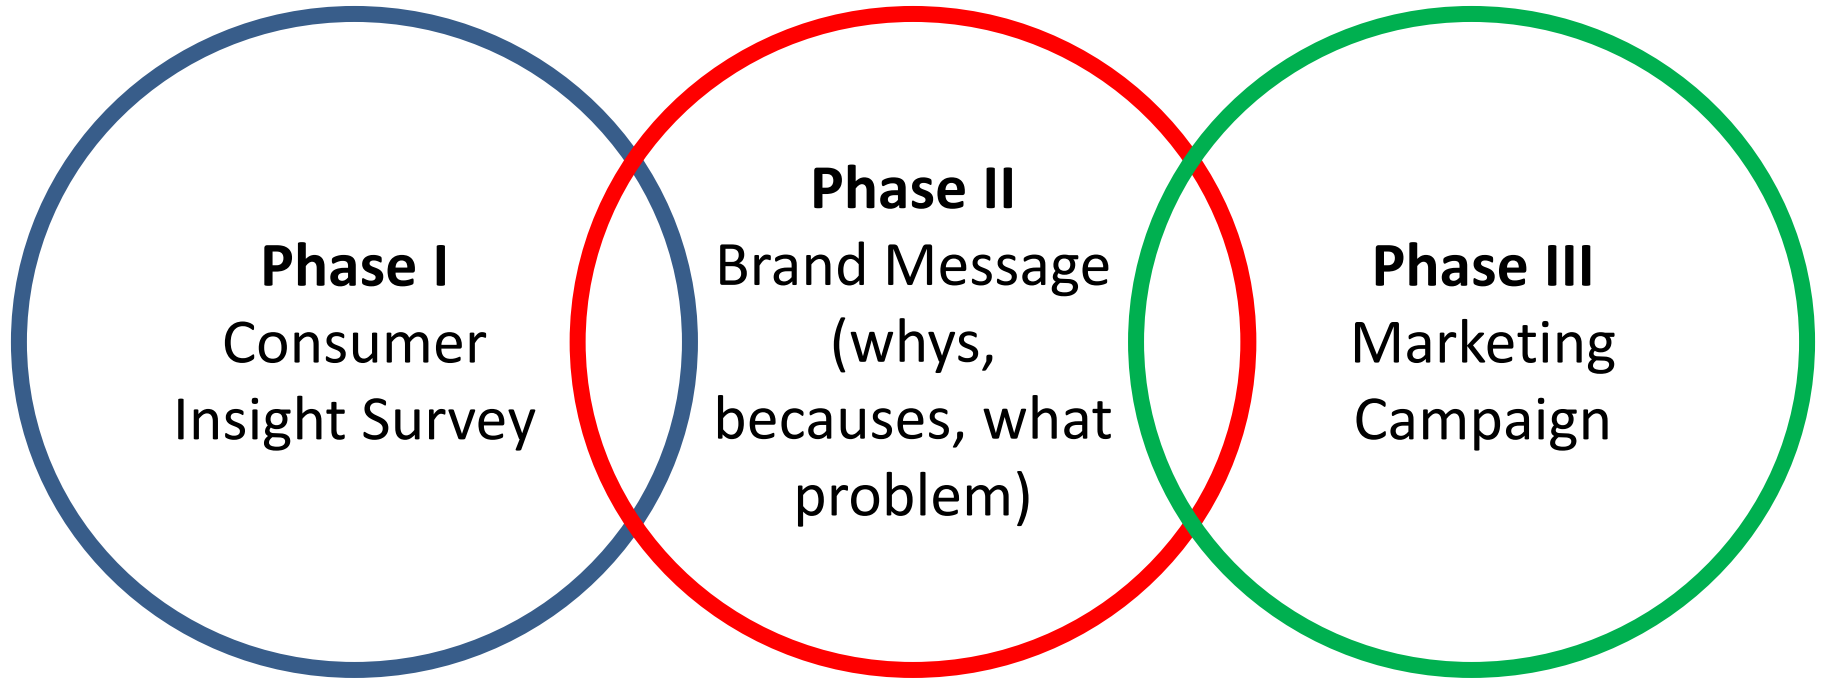 Phase I
Consumer
Insight Survey
Phase II
Brand Message
(whys,
becauses, what
problem)
Phase III
Marketing
Campaign